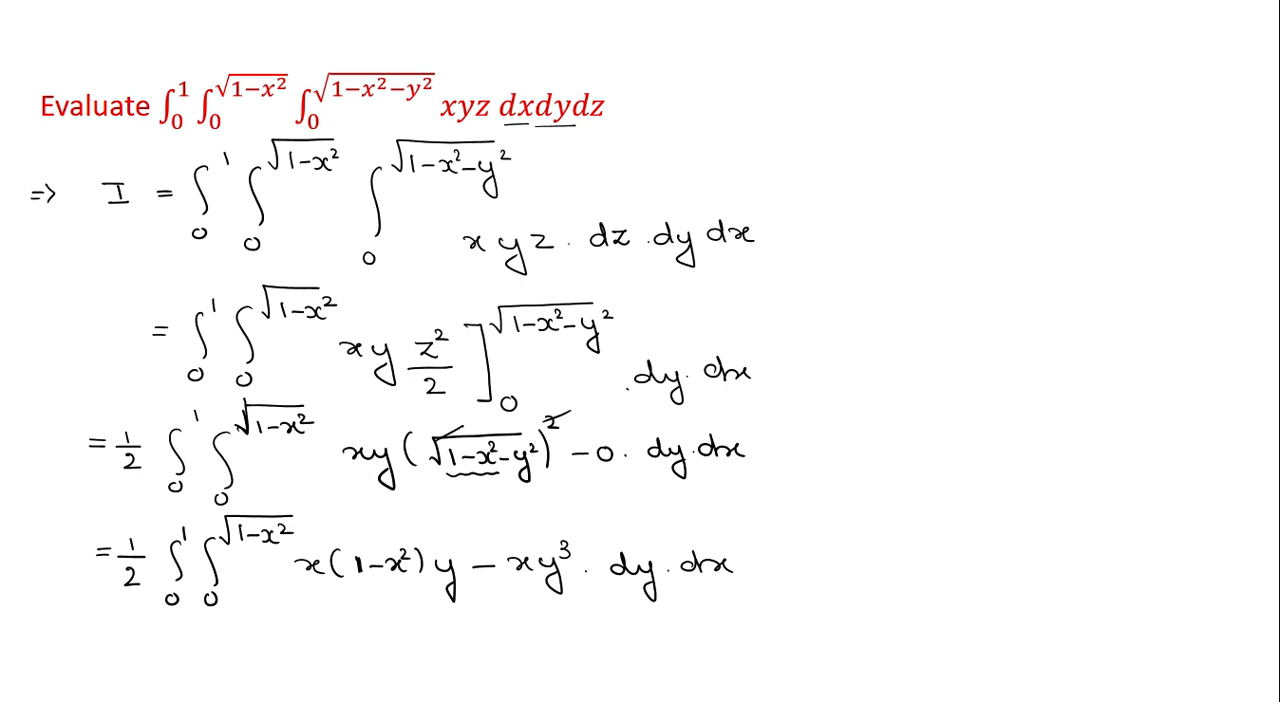 Evaluate ∫₀¹ ∫₀^√(1−x²) ∫₀^√(1−x²−y²) xyz dxdydz
=> I = ∫₀¹ ∫₀^√(1−x²) ∫₀^√(1−x²−y²) xyz . dz . dy dx
= ∫₀¹ ∫₀^√(1−x²) xy z²/2 ]₀^√(1−x²−y²) . dy . dx
= 1/2 ∫₀¹ ∫₀^√(1−x²) xy (√(1−x²−y²))² − 0 . dy . dx
= 1/2 ∫₀¹ ∫₀^√(1−x²) x(1−x²)y − xy³ . dy . dx